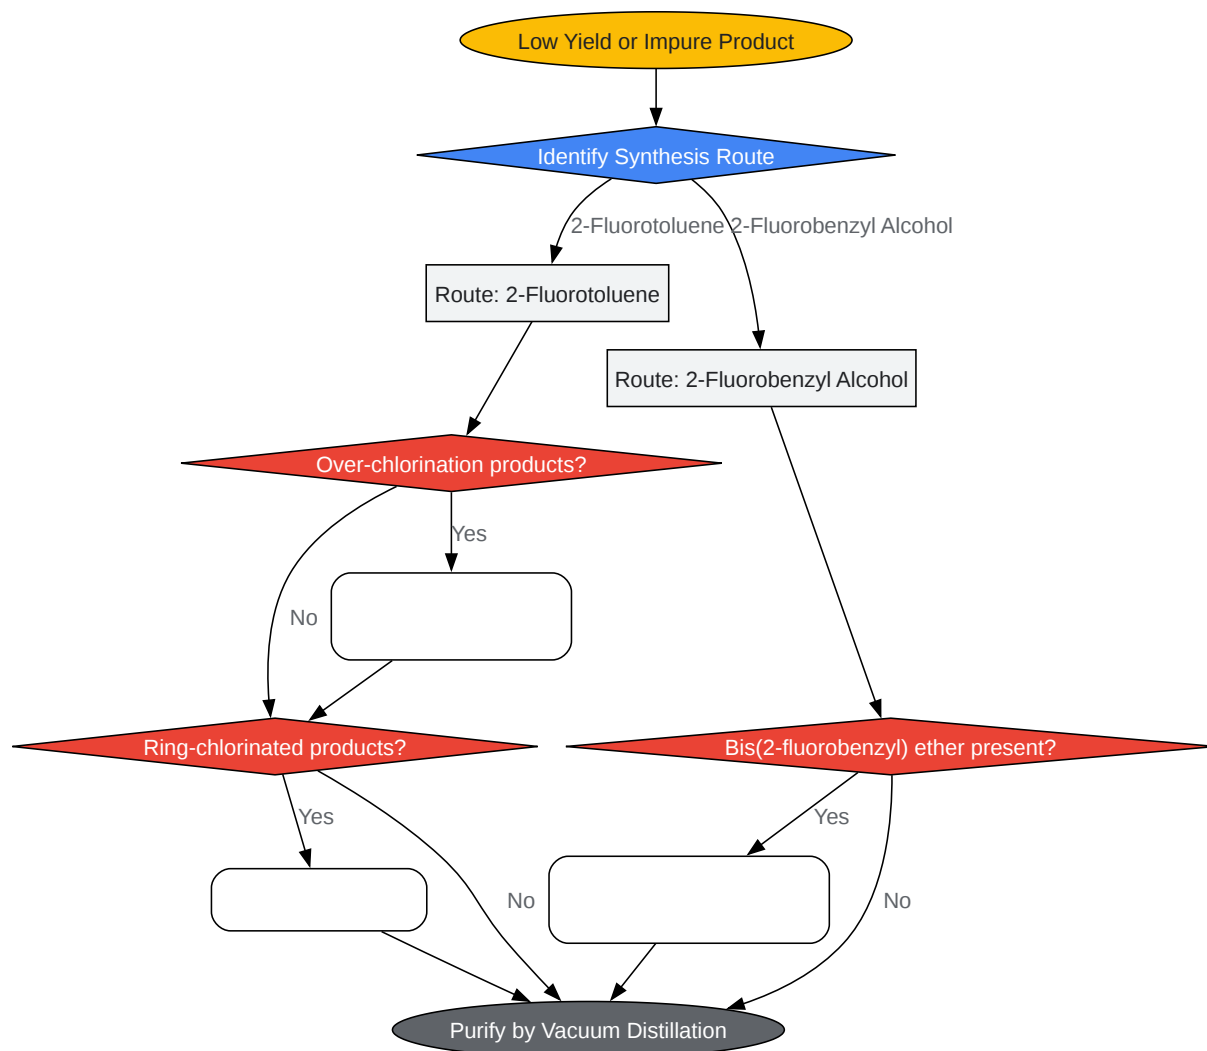 Low Yield or Impure Product
Identify Synthesis Route
2-Fluorotoluene
2-Fluorobenzyl Alcohol
Route: 2-Fluorotoluene
Route: 2-Fluorobenzyl Alcohol
Over-chlorination products?
Yes
No
Ring-chlorinated products?
Bis(2-fluorobenzyl) ether present?
Yes
Yes
No
No
Purify by Vacuum Distillation